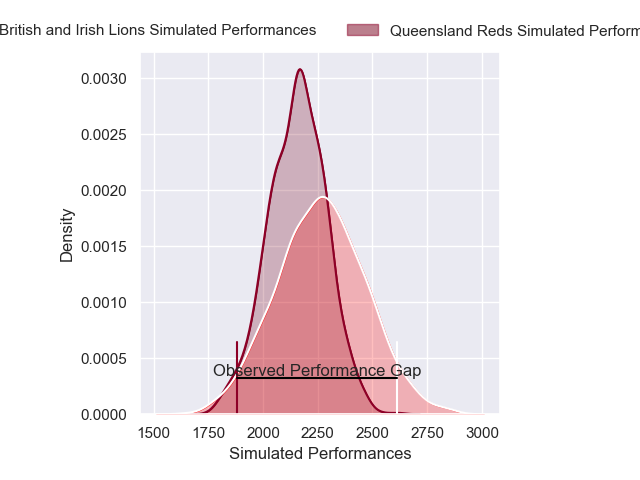 British and Irish Lions Simulated Performances
Queensland Reds Simulated Perform
0.0030
0.0025
0.0020
0.0015
0.0010
0.0005
0.0000
Density
Observed Performance Gap
1500 1750 2000 2250 2500 2750 3000
Simulated Performances